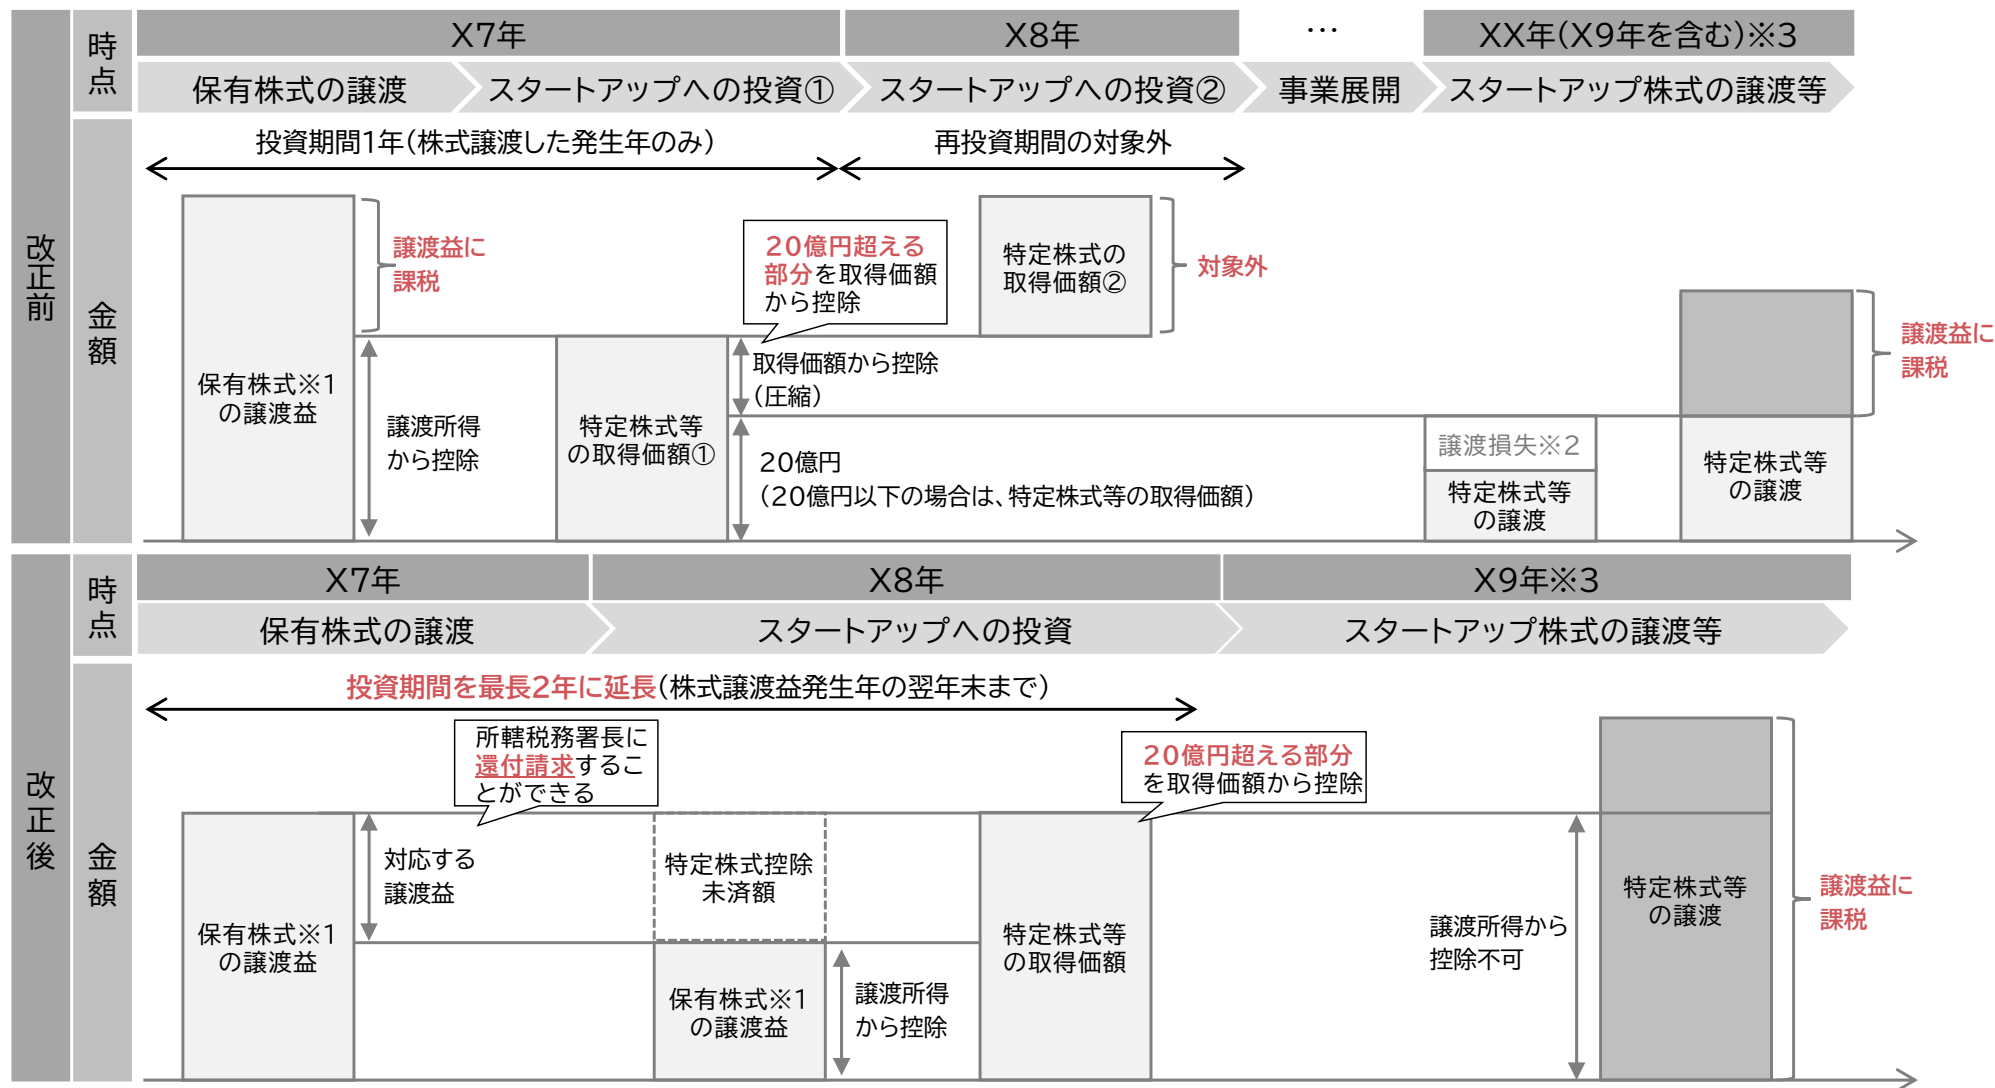 改正前
時点
X7年
X8年
…
XX年(X9年を含む)※3
保有株式の譲渡
スタートアップへの投資①
スタートアップへの投資②
事業展開
スタートアップ株式の譲渡等
金額
投資期間1年(株式譲渡した発生年のみ)
再投資期間の対象外
保有株式※1
の譲渡益
譲渡益に
課税
譲渡所得
から控除
特定株式等
の取得価額①
20億円超える
部分を取得価額
から控除
取得価額から控除
(圧縮)
20億円
(20億円以下の場合は、特定株式等の取得価額)
特定株式の
取得価額②
対象外
譲渡損失※2
特定株式等
の譲渡
特定株式等
の譲渡
譲渡益に
課税
改正後
時点
X7年
X8年
X9年※3
保有株式の譲渡
スタートアップへの投資
スタートアップ株式の譲渡等
金額
投資期間を最長2年に延長(株式譲渡益発生年の翌年末まで)
所轄税務署長に
還付請求するこ
とができる
20億円超える部分
を取得価額から控除
保有株式※1
の譲渡益
対応する
譲渡益
特定株式控除
未済額
保有株式※1
の譲渡益
譲渡所得
から控除
特定株式等
の取得価額
譲渡所得から
控除不可
特定株式等
の譲渡
譲渡益に
課税